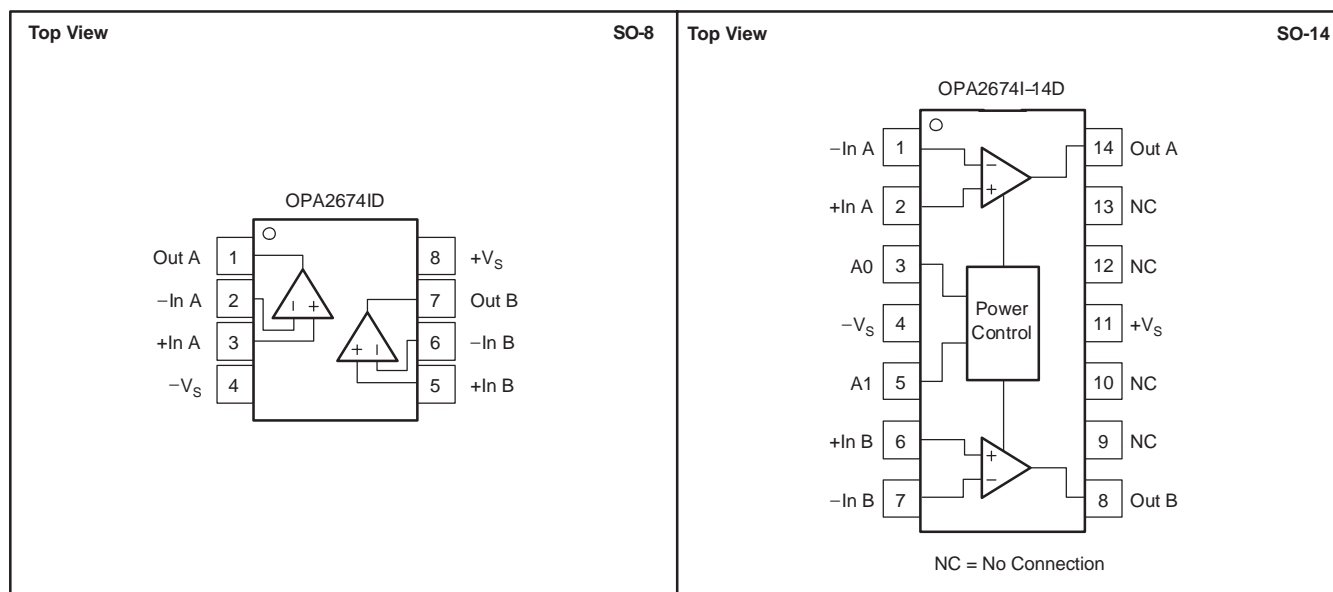 Top View SO-8
OPA2674ID
Out A 1 8 +VS
−In A 2 7 Out B
+In A 3 6 −In B
−VS 4 5 +In B
− +
+ −
Top View SO-14
OPA2674I–14D
−In A 1 14 Out A
+In A 2 13 NC
A0 3 12 NC
−VS 4 11 +VS
A1 5 10 NC
+In B 6 9 NC
−In B 7 8 Out B
−
+
Power
Control
+
−
NC = No Connection